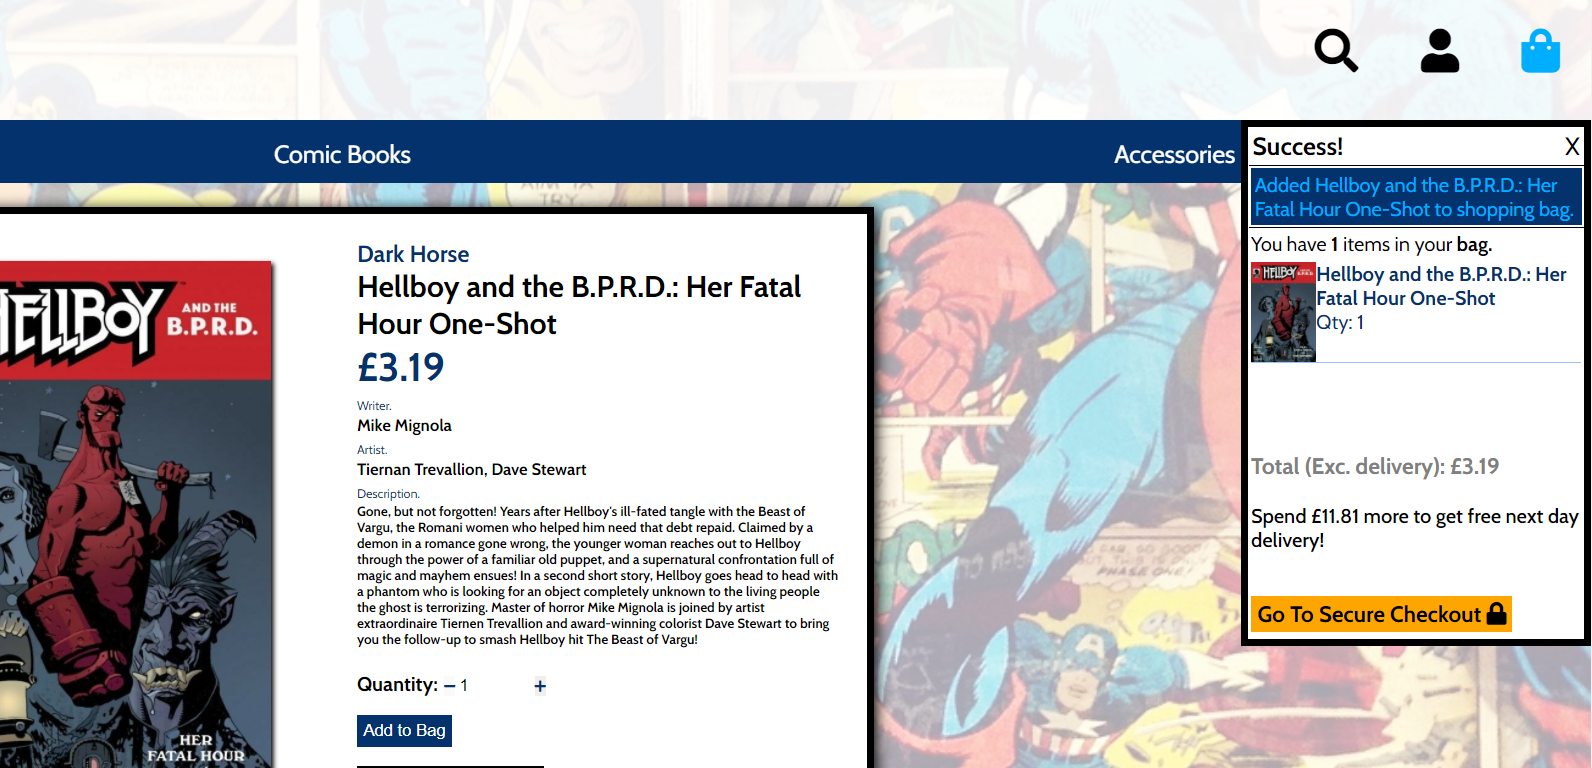 Comic Books
Accessories
Success!
X
Added Hellboy and the B.P.R.D.: Her
Fatal Hour One-Shot to shopping bag.
You have 1 items in your bag.
Hellboy and the B.P.R.D.: Her
Fatal Hour One-Shot
Qty: 1
Total (Exc. delivery): £3.19
Spend £11.81 more to get free next day
delivery!
Go To Secure Checkout
HELLBOY
AND THE
B.P.R.D.
HER
FATAL HOUR
Dark Horse
Hellboy and the B.P.R.D.: Her Fatal
Hour One-Shot
£3.19
Writer.
Mike Mignola
Artist.
Tiernan Trevallion, Dave Stewart
Description.
Gone, but not forgotten! Years after Hellboy's ill-fated tangle with the Beast of
Vargu, the Romani women who helped him need that debt repaid. Claimed by a
demon in a romance gone wrong, the younger woman reaches out to Hellboy
through the power of a familiar old puppet, and a supernatural confrontation full of
magic and mayhem ensues! In a second short story, Hellboy goes head to head with
a phantom who is looking for an object completely unknown to the living people
the ghost is terrorizing. Master of horror Mike Mignola is joined by artist
extraordinaire Tiernen Trevallion and award-winning colorist Dave Stewart to bring
you the follow-up to smash Hellboy hit The Beast of Vargu!
Quantity: – 1 +
Add to Bag
TRY
PHASE ONE!